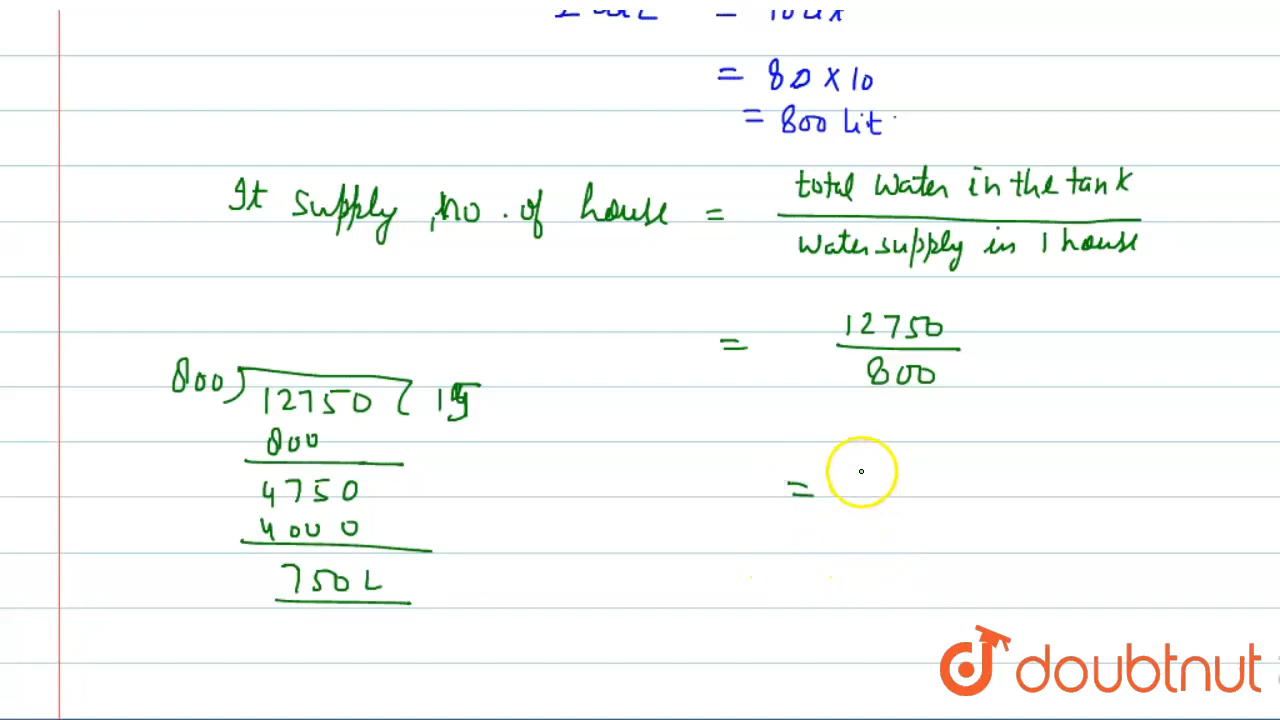 = 80 x 10
= 800 Lit
It supply no. of house = total water in the tank
water supply in 1 house
= 12750
800
800) 12750 ( 15
800
4750
4000
750 L
=
doubtnut